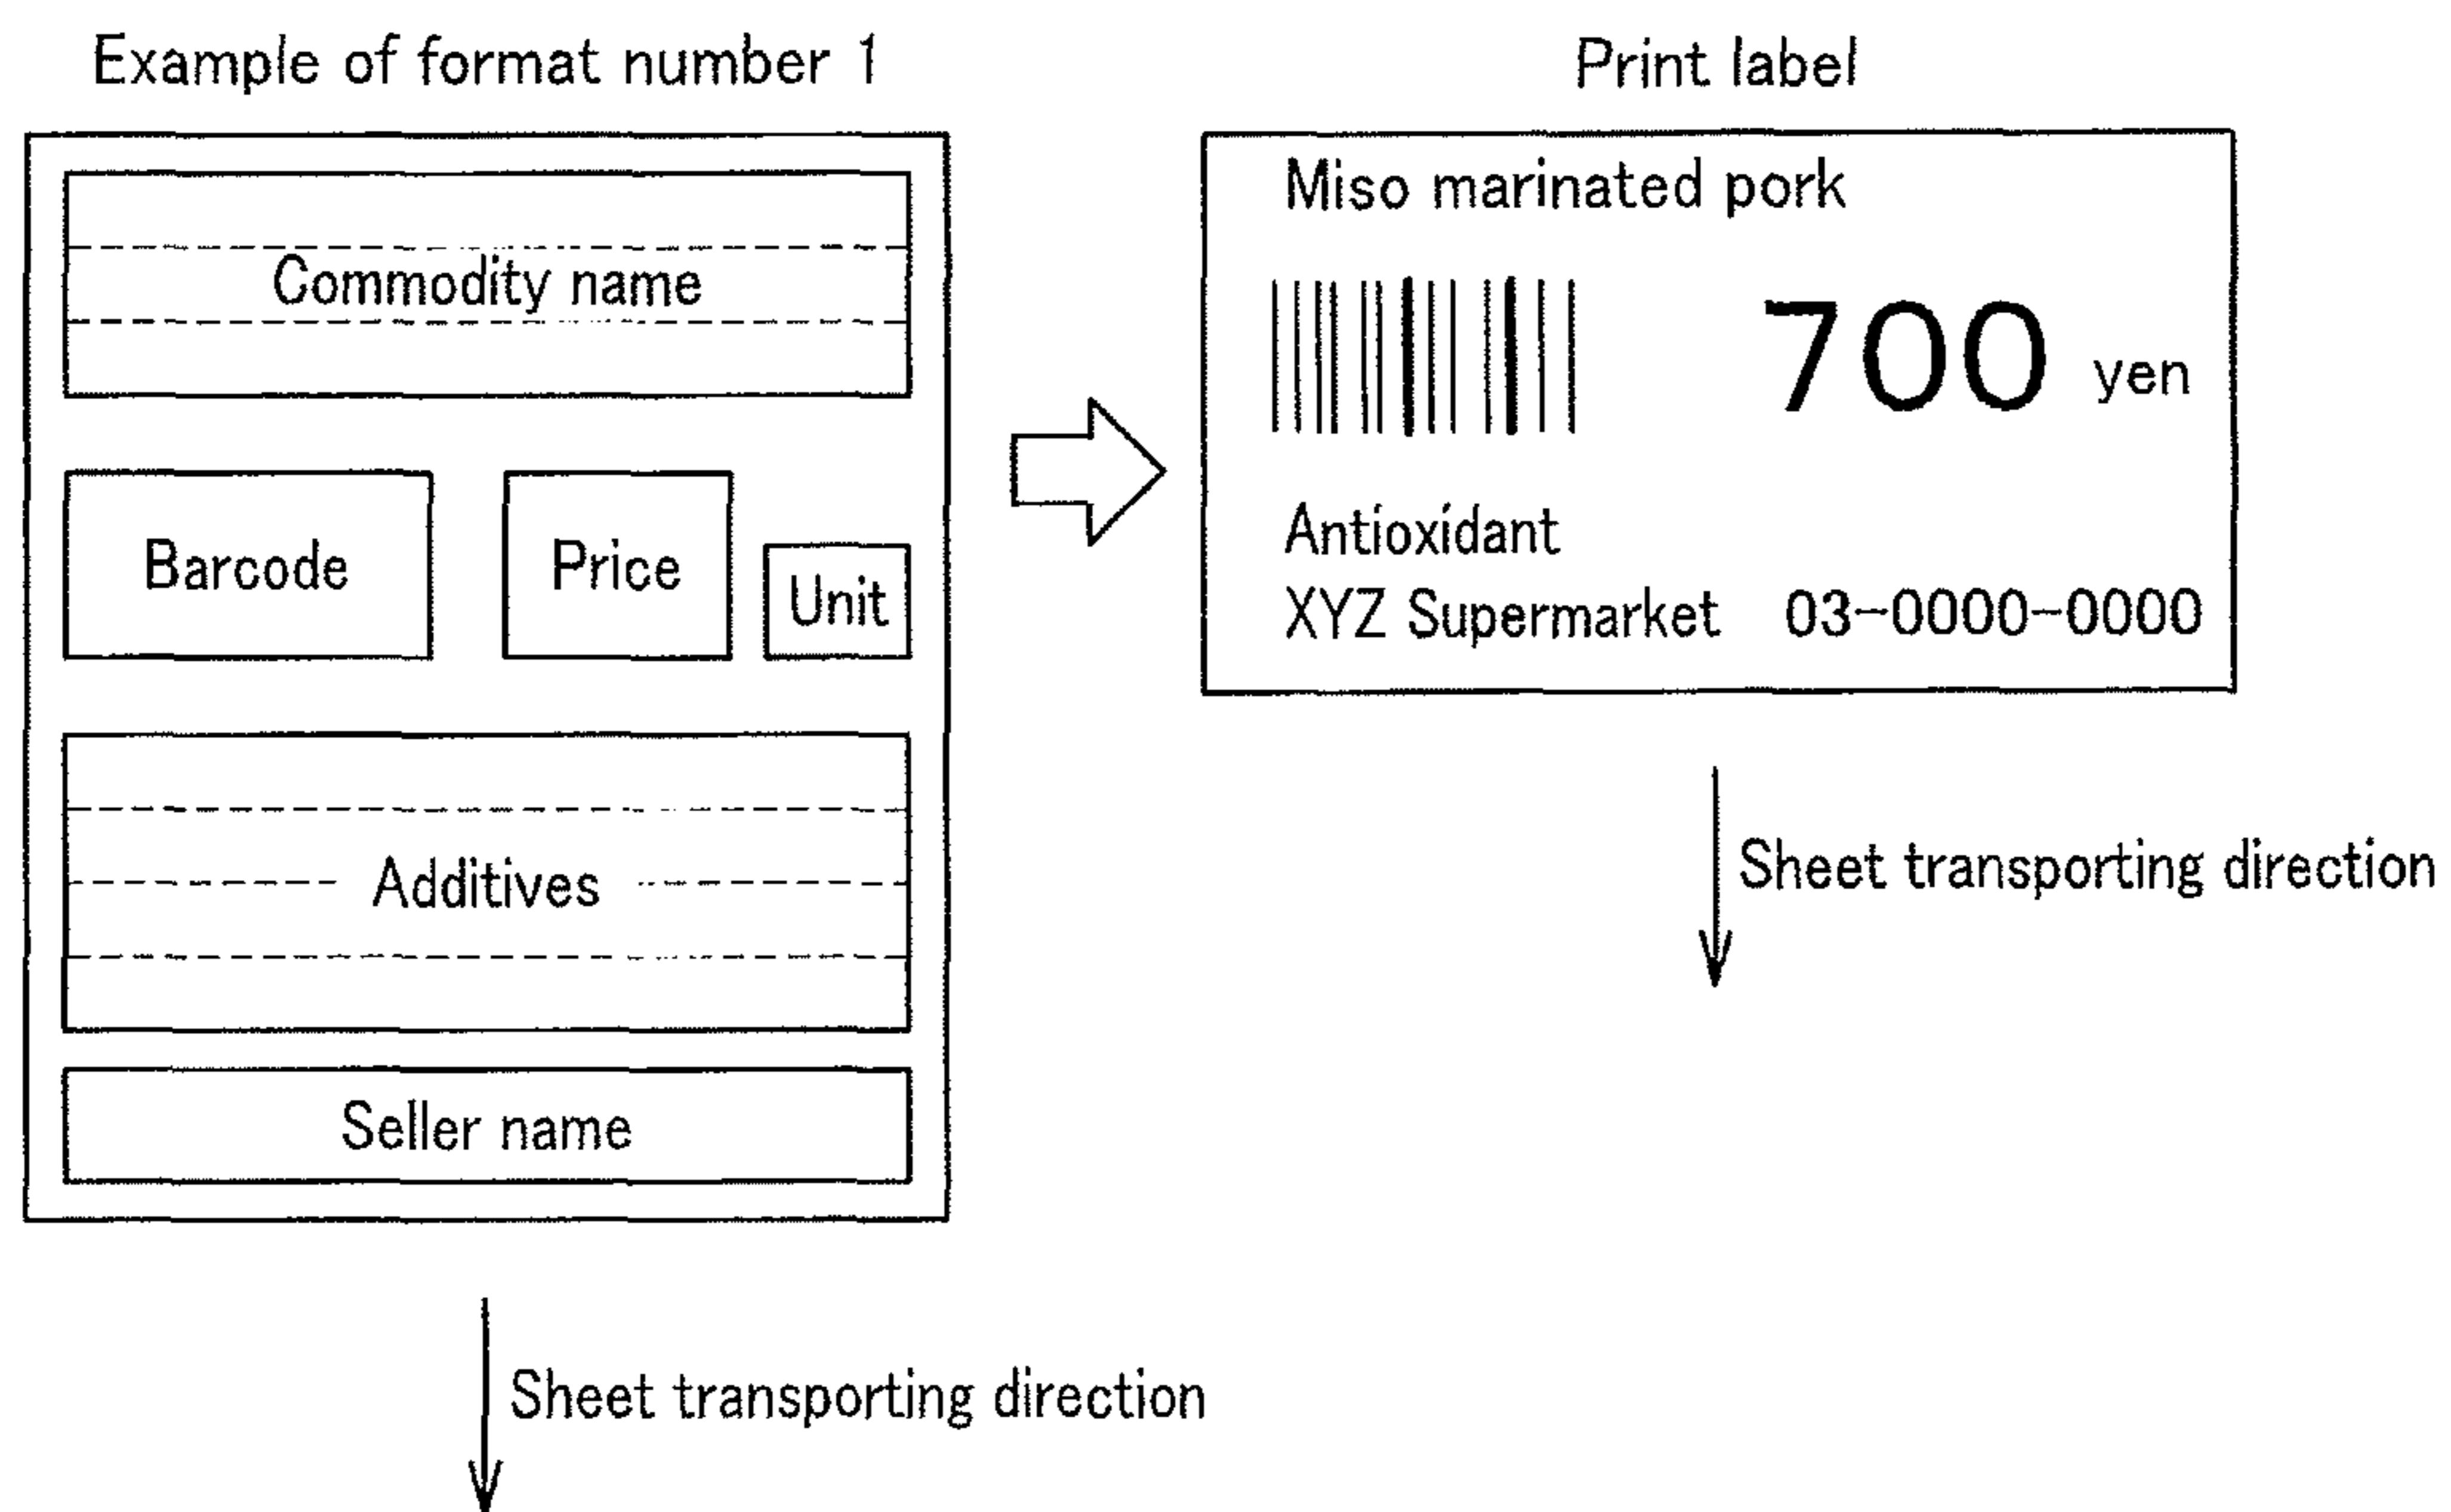 Example of format number 1
Commodity name
Barcode
Price
Unit
Additives
Seller name
Sheet transporting direction
Print label
Miso marinated pork
700 yen
Antioxidant
XYZ Supermarket 03-0000-0000
Sheet transporting direction